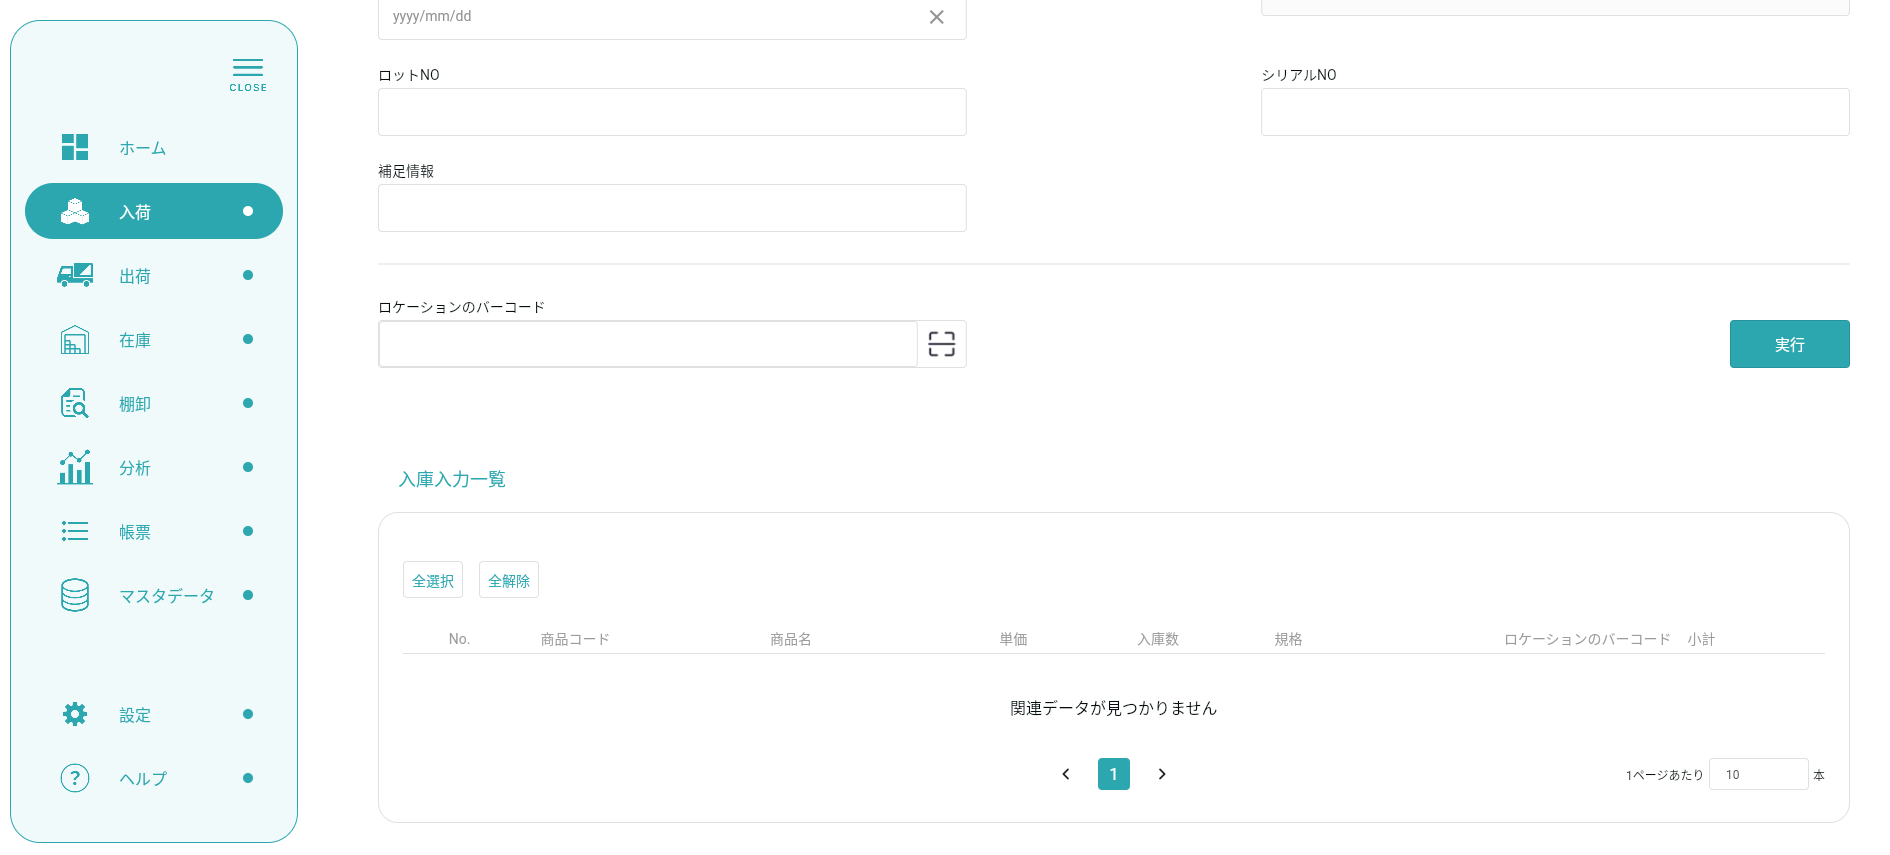 CLOSE
ホーム
入荷
出荷
在庫
棚卸
分析
帳票
マスタデータ
設定
?
ヘルプ
yyyy/mm/dd
ロットNO
シリアルNO
補足情報
ロケーションのバーコード
実行
入庫入力一覧
全選択 全解除
No. 商品コード 商品名 単価 入庫数 規格 ロケーションのバーコード 小計
関連データが見つかりません
1
1ページあたり 10 本